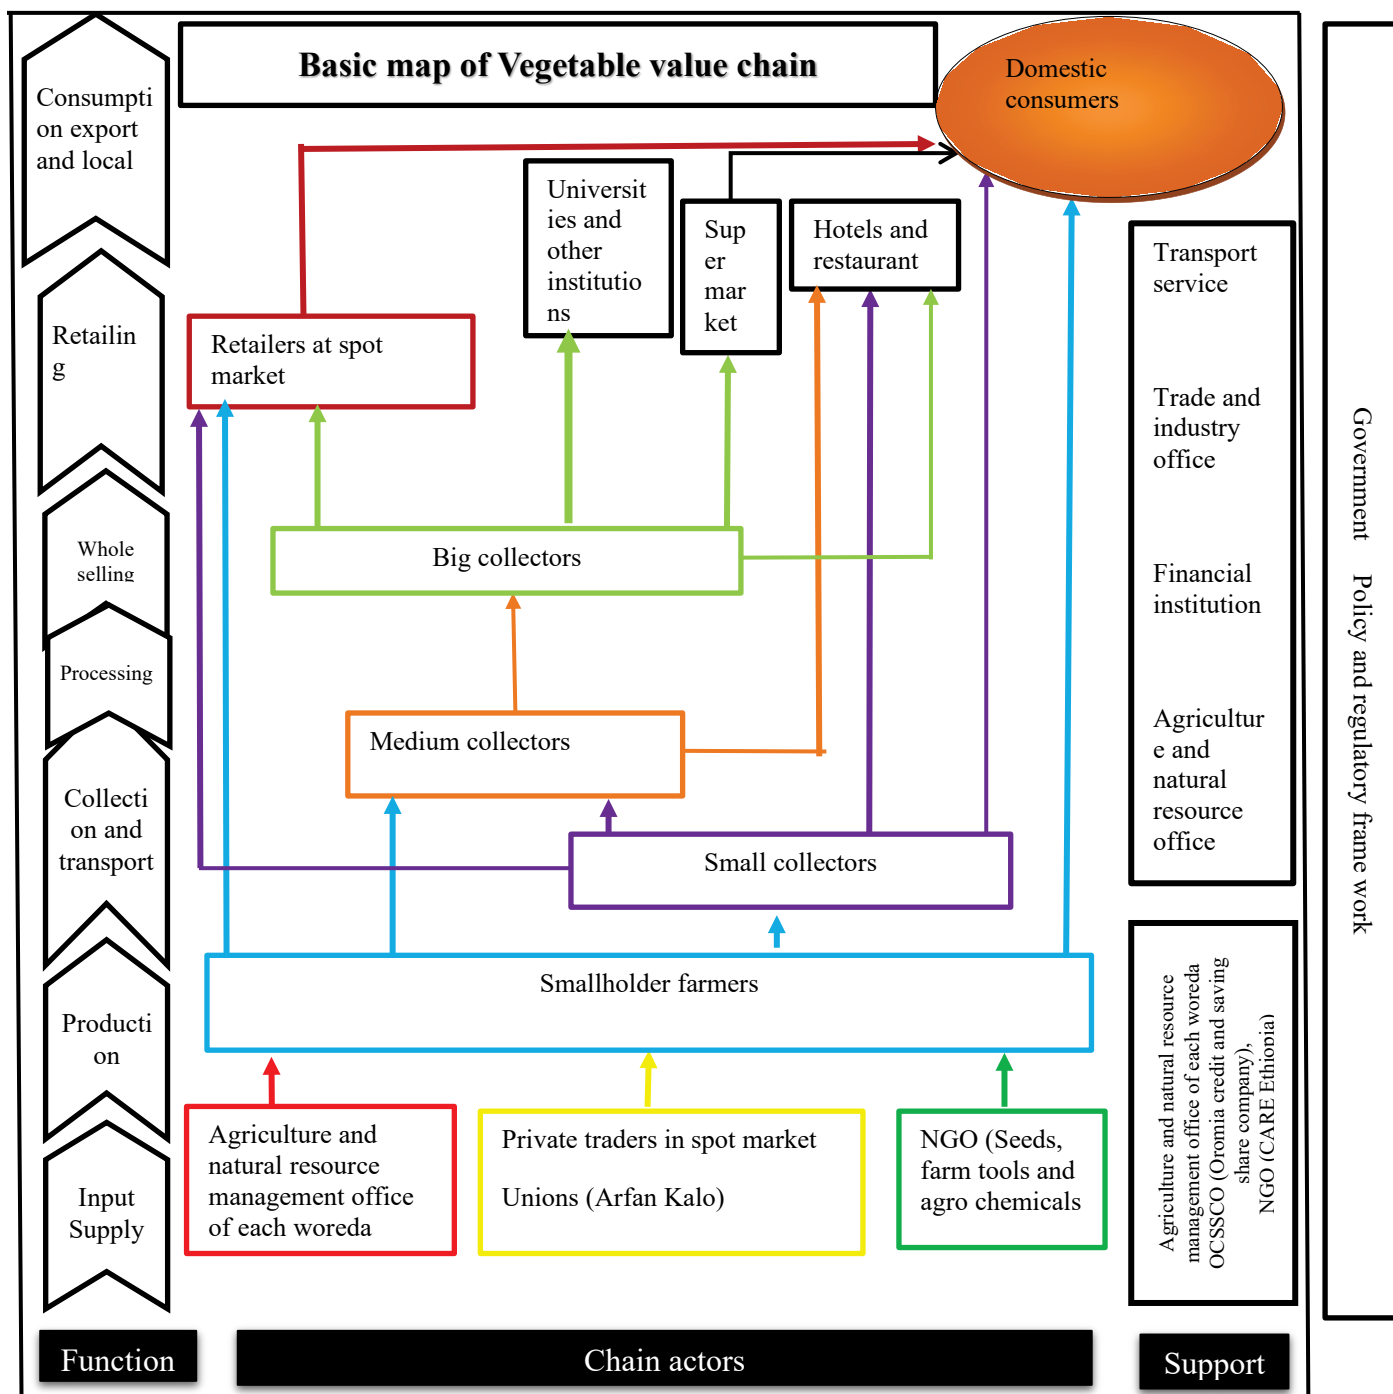 Basic map of Vegetable value chain
Domestic
consumers
Consumpti
on export
and local
Universit
ies and
other
institutio
ns
Sup
er
mar
ket
Hotels and
restaurant
Transport
service
Retailin
g
Retailers at spot
market
Trade and
industry
office
Whole
selling
Big collectors
Financial
institution
Processing
Medium collectors
Agricultur
e and
natural
resource
office
Collecti
on and
transport
Small collectors
Government Policy and regulatory frame work
Producti
on
Smallholder farmers
Agriculture and natural resource
management office of each woreda
OCSSCO (Oromia credit and saving
share company),
NGO (CARE Ethiopia)
Input
Supply
Agriculture and
natural resource
management office
of each woreda
Private traders in spot market
Unions (Arfan Kalo)
NGO (Seeds,
farm tools and
agro chemicals
Function
Chain actors
Support